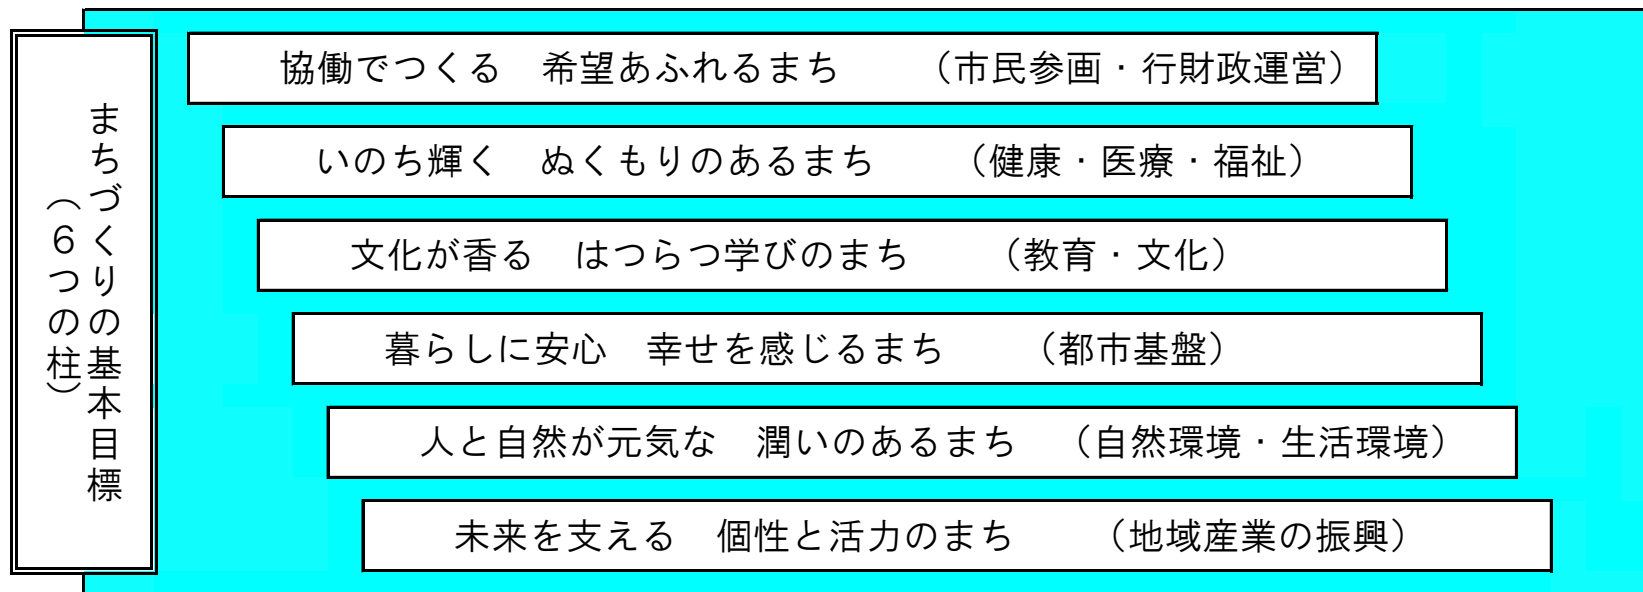 まちづくりの基本目標
（６つの柱）
協働でつくる　希望あふれるまち　　（市民参画・行財政運営）
いのち輝く　ぬくもりのあるまち　　（健康・医療・福祉）
文化が香る　はつらつ学びのまち　　（教育・文化）
暮らしに安心　幸せを感じるまち　　（都市基盤）
人と自然が元気な　潤いのあるまち　（自然環境・生活環境）
未来を支える　個性と活力のまち　　（地域産業の振興）